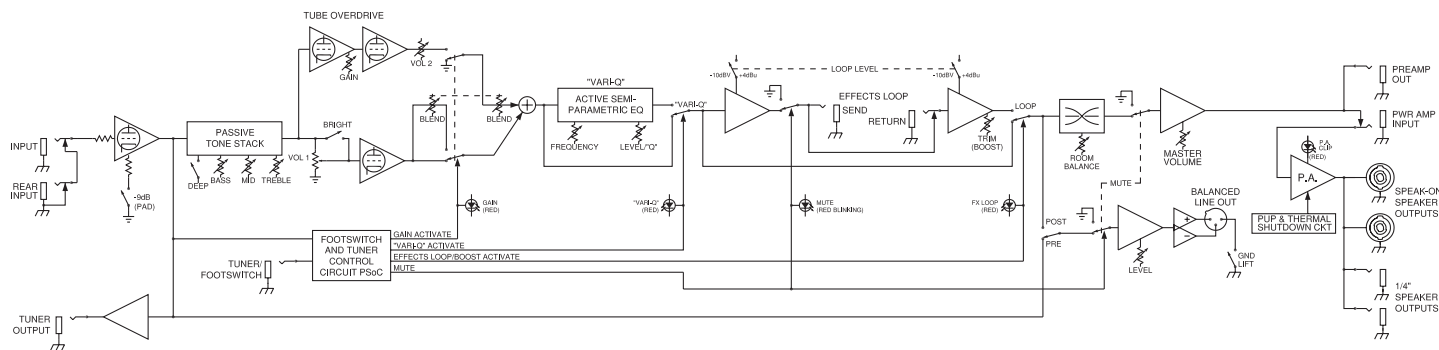 TUBE OVERDRIVE
GAIN
VOL 2
INPUT
REAR
INPUT
-9dB
(PAD)
PASSIVE
TONE STACK
DEEP
BASS
MID
TREBLE
BRIGHT
VOL 1
BLEND
BLEND
"VARI-Q"
ACTIVE SEMI-
PARAMETRIC EQ
FREQUENCY
LEVEL/"Q"
"VARI-Q"
-10dBV
+4dBu
LOOP LEVEL
-10dBV
+4dBu
EFFECTS LOOP
SEND
RETURN
TRIM
(BOOST)
LOOP
ROOM
BALANCE
MASTER
VOLUME
PREAMP
OUT
PWR AMP
INPUT
P.A.
CLIP
(RED)
P.A.
PUP & THERMAL
SHUTDOWN CKT
SPEAK-ON
SPEAKER
OUTPUTS
1/4"
SPEAKER
OUTPUTS
GAIN
(RED)
"VARI-Q"
(RED)
MUTE
(RED BLINKING)
FX LOOP
(RED)
MUTE
POST
PRE
LEVEL
BALANCED
LINE OUT
+
−
GND
LIFT
FOOTSWITCH
AND TUNER
CONTROL
CIRCUIT PSoC
GAIN ACTIVATE
"VARI-Q" ACTIVATE
EFFECTS LOOP/BOOST ACTIVATE
MUTE
TUNER/
FOOTSWITCH
TUNER
OUTPUT